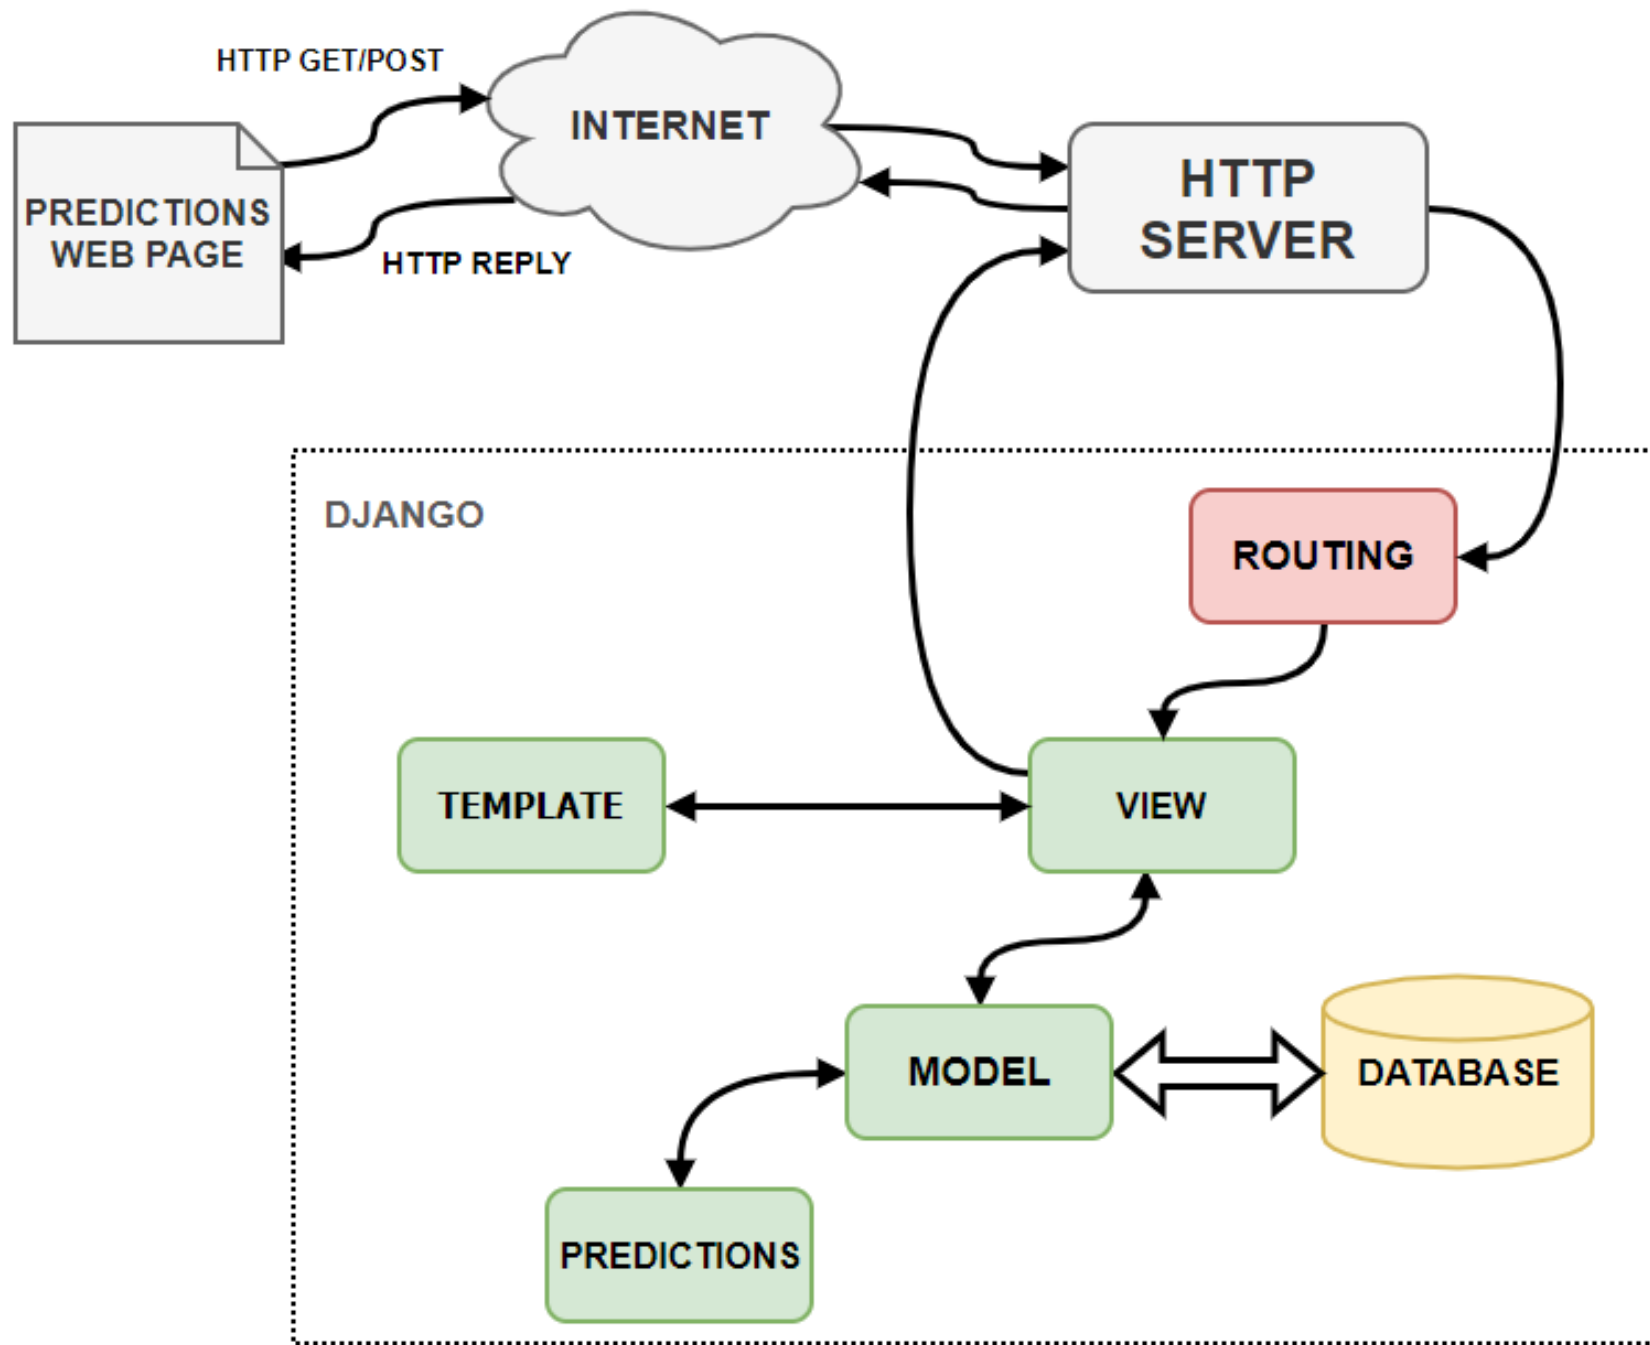 HTTP GET/POST
INTERNET
HTTP
SERVER
PREDICTIONS
WEB PAGE
HTTP REPLY
DJANGO
ROUTING
TEMPLATE
VIEW
MODEL
DATABASE
PREDICTIONS